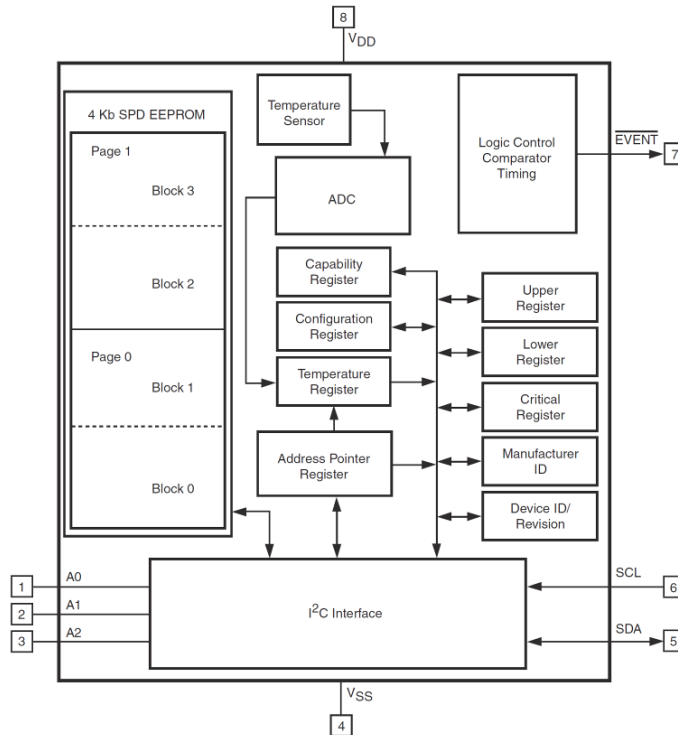 8
VDD
4 Kb SPD EEPROM
Page 1
Block 3
Block 2
Page 0
Block 1
Block 0
Temperature
Sensor
ADC
Logic Control
Comparator
Timing
EVENT
7
Capability
Register
Configuration
Register
Temperature
Register
Address Pointer
Register
Upper
Register
Lower
Register
Critical
Register
Manufacturer
ID
Device ID/
Revision
1
A0
2
A1
3
A2
I2C Interface
SCL
6
SDA
5
VSS
4